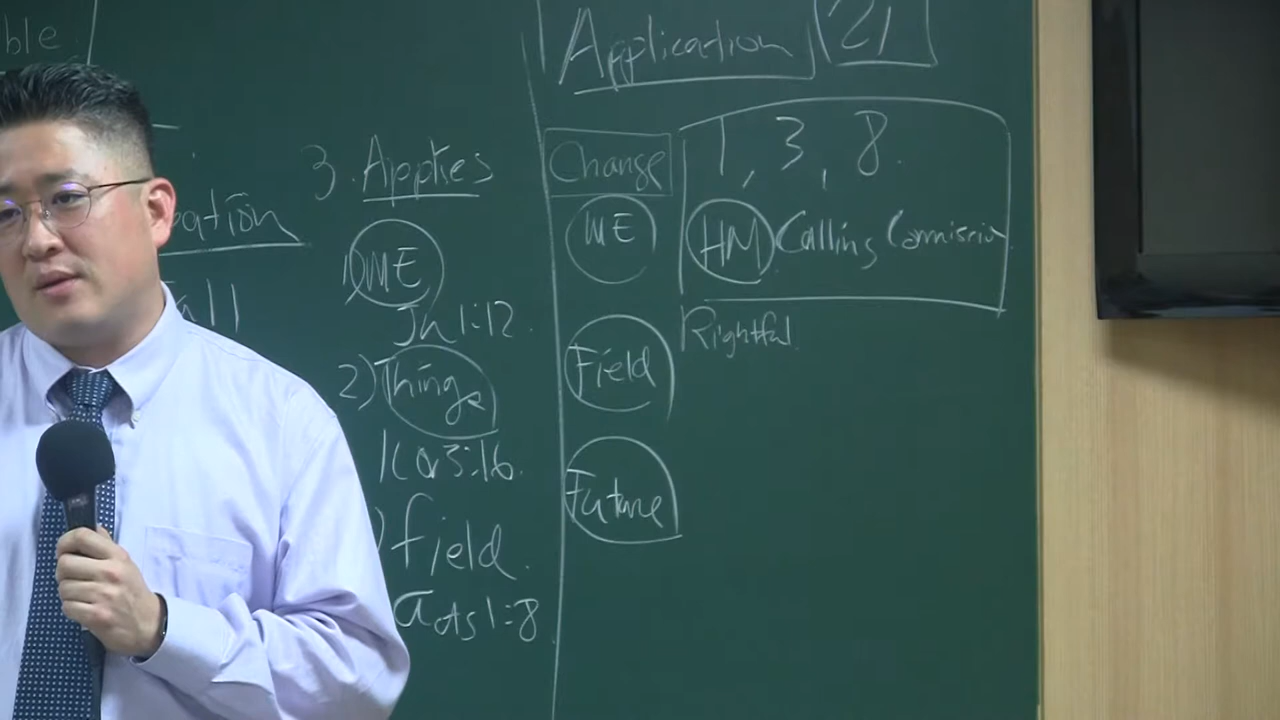 ble
ation
all
3. Applies
1) ME
Jn 1:12.
2) Things
1Cor 3:16.
) field.
Acts 1:8
Application 21
Change
1, 3, 8.
ME
HM Calling Commission
Field
Rightful.
Future